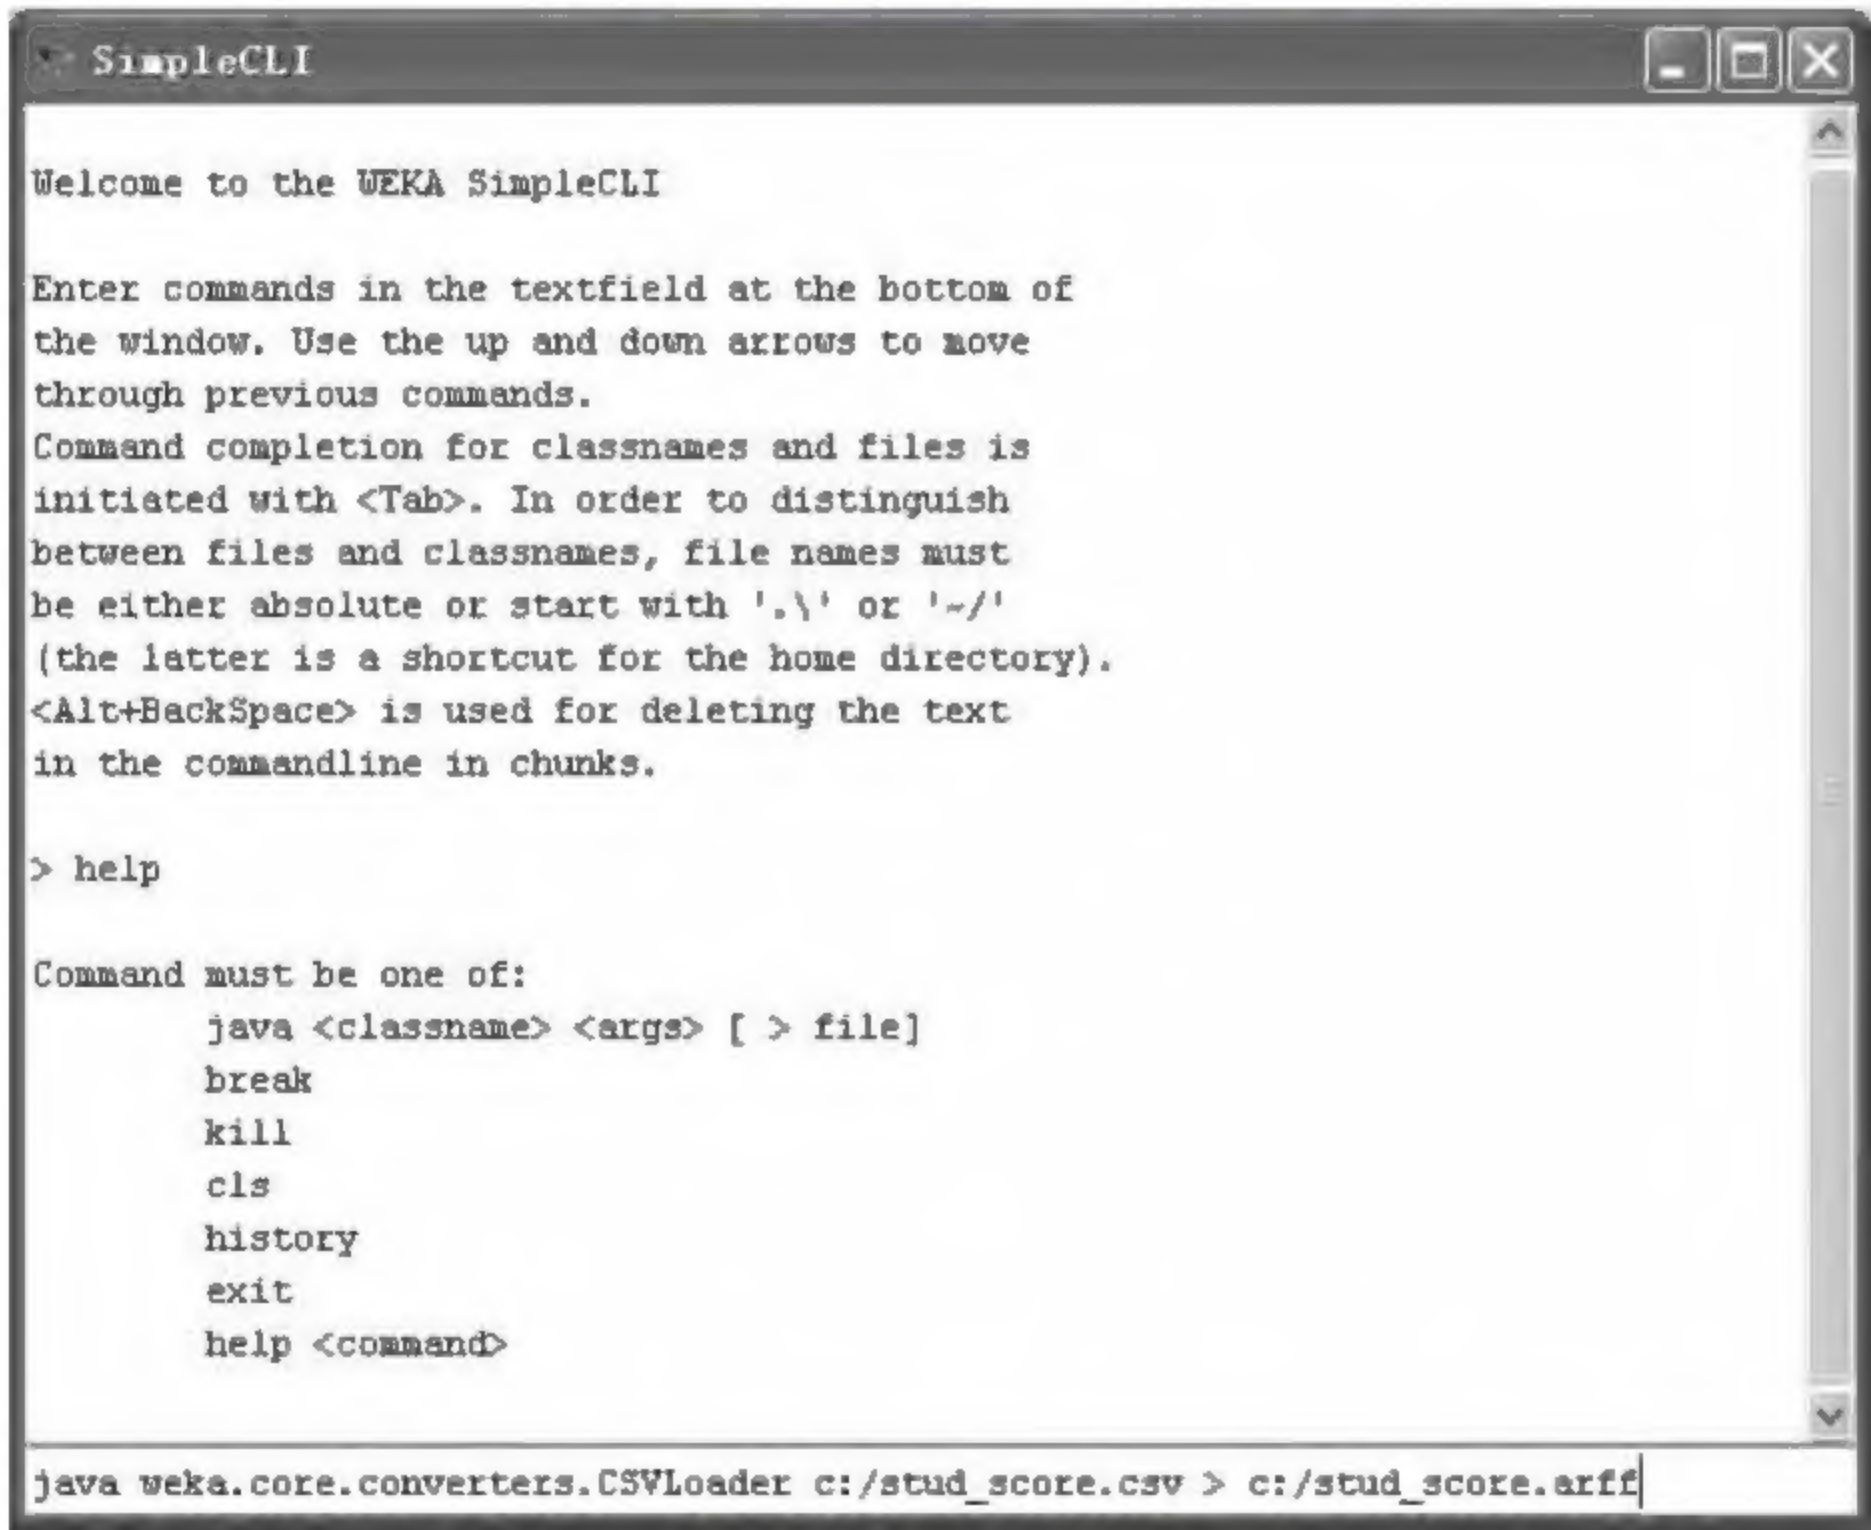 SimpleCLI
Welcome to the WEKA SimpleCLI
Enter commands in the textfield at the bottom of
the window. Use the up and down arrows to move
through previous commands.
Command completion for classnames and files is
initiated with <Tab>. In order to distinguish
between files and classnames, file names must
be either absolute or start with '.\' or '~/'
(the latter is a shortcut for the home directory).
<Alt+BackSpace> is used for deleting the text
in the commandline in chunks.
> help
Command must be one of:
java <classname> <args> [ > file]
break
kill
cls
history
exit
help <command>
java weka.core.converters.CSVLoader c:/stud_score.csv > c:/stud_score.arff